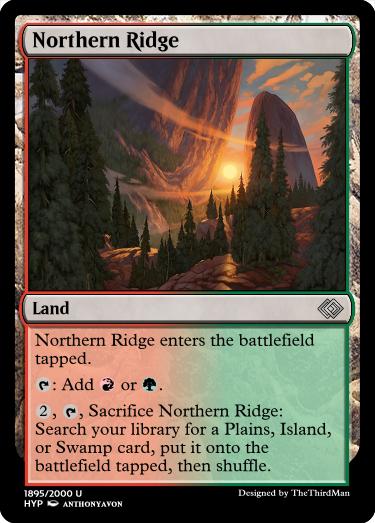 Northern Ridge
Land
Northern Ridge enters the battlefield
tapped.
: Add or .
2, , Sacrifice Northern Ridge:
Search your library for a Plains, Island,
or Swamp card, put it onto the
battlefield tapped, then shuffle.
1895/2000 U
Designed by TheThirdMan
HYP ANTHONYAVON